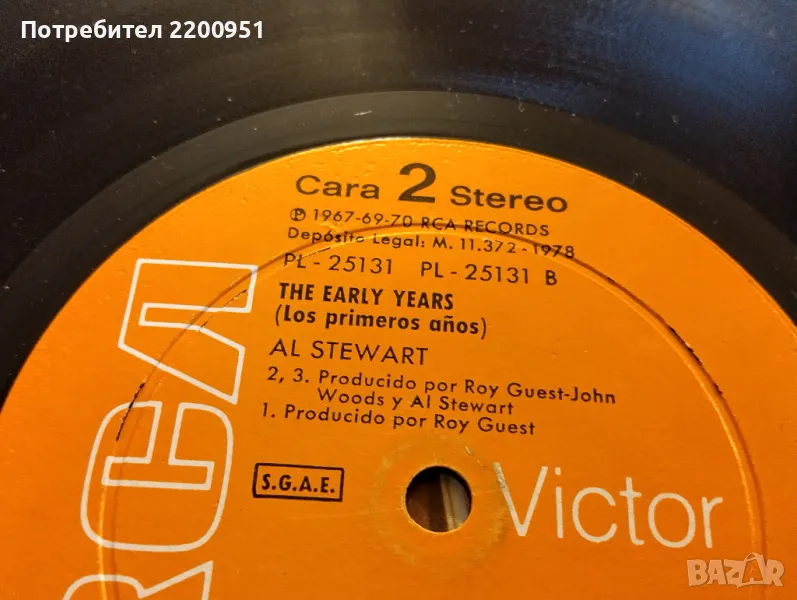 Потребител 2200951
Cara 2 Stereo
℗ 1967-69-70 RCA RECORDS
Depósito Legal: M. 11.372 - 1978
PL - 25131 PL - 25131 B
THE EARLY YEARS
(Los primeros años)
AL STEWART
2, 3. Producido por Roy Guest-John
Woods y Al Stewart
1. Producido por Roy Guest
S.G.A.E.
RCA Victor
BAZAR